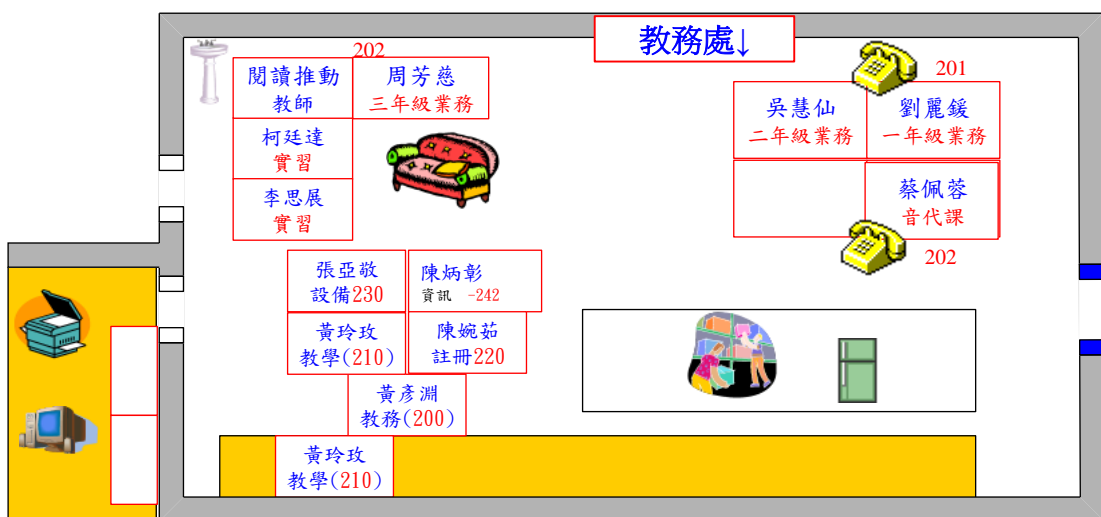 教務處↓
202
201
閱讀推動
教師
周芳慈
三年級業務
吳慧仙
二年級業務
劉麗鍰
一年級業務
柯廷達
實習
李思展
實習
蔡佩蓉
音代課
202
張亞敬
設備230
陳炳彰
資訊 -242
黃玲玫
教學(210)
陳婉茹
註冊220
黃彥淵
教務(200)
黃玲玫
教學(210)